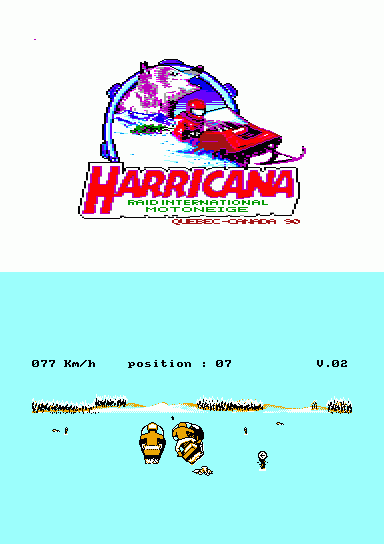 HARRICANA
RAID INTERNATIONAL
MOTONEIGE
QUEBEC-CANADA 90
077 Km/h position : 07 V.02